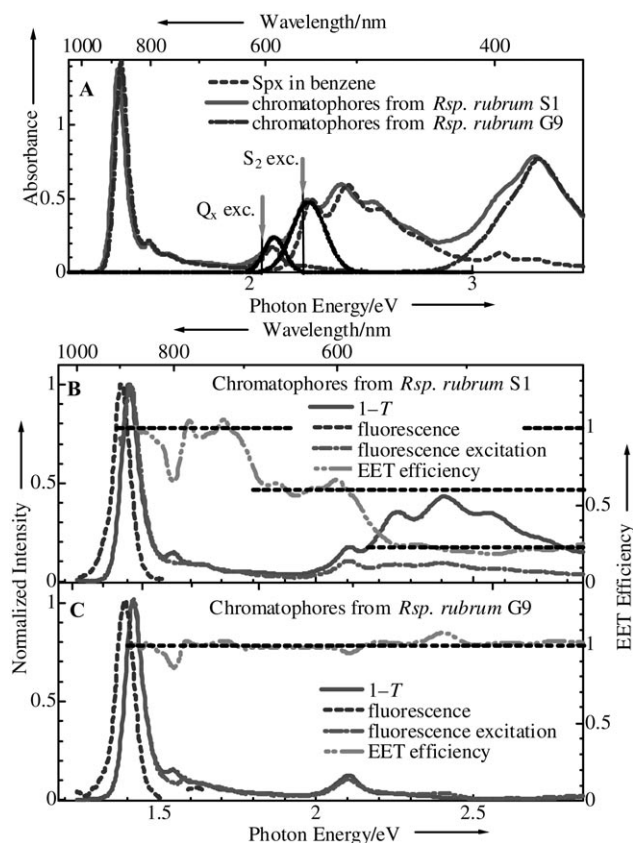 Wavelength/nm
1000 800 600 500 400
A
Absorbance
1
0.5
0
Spx in benzene
chromatophores from Rsp. rubrum S1
chromatophores from Rsp. rubrum G9
S2 exc.
Qx exc.
2 3
Photon Energy/eV
Wavelength/nm
1000 800 600
B
Chromatophores from Rsp. rubrum S1
1–T
fluorescence
fluorescence excitation
EET efficiency
1
0.5
0
1
0.5
0
Normalized Intensity
EET Efficiency
C
Chromatophores from Rsp. rubrum G9
1–T
fluorescence
fluorescence excitation
EET efficiency
1
0.5
0
1
0.5
0
1.5 2 2.5
Photon Energy/eV